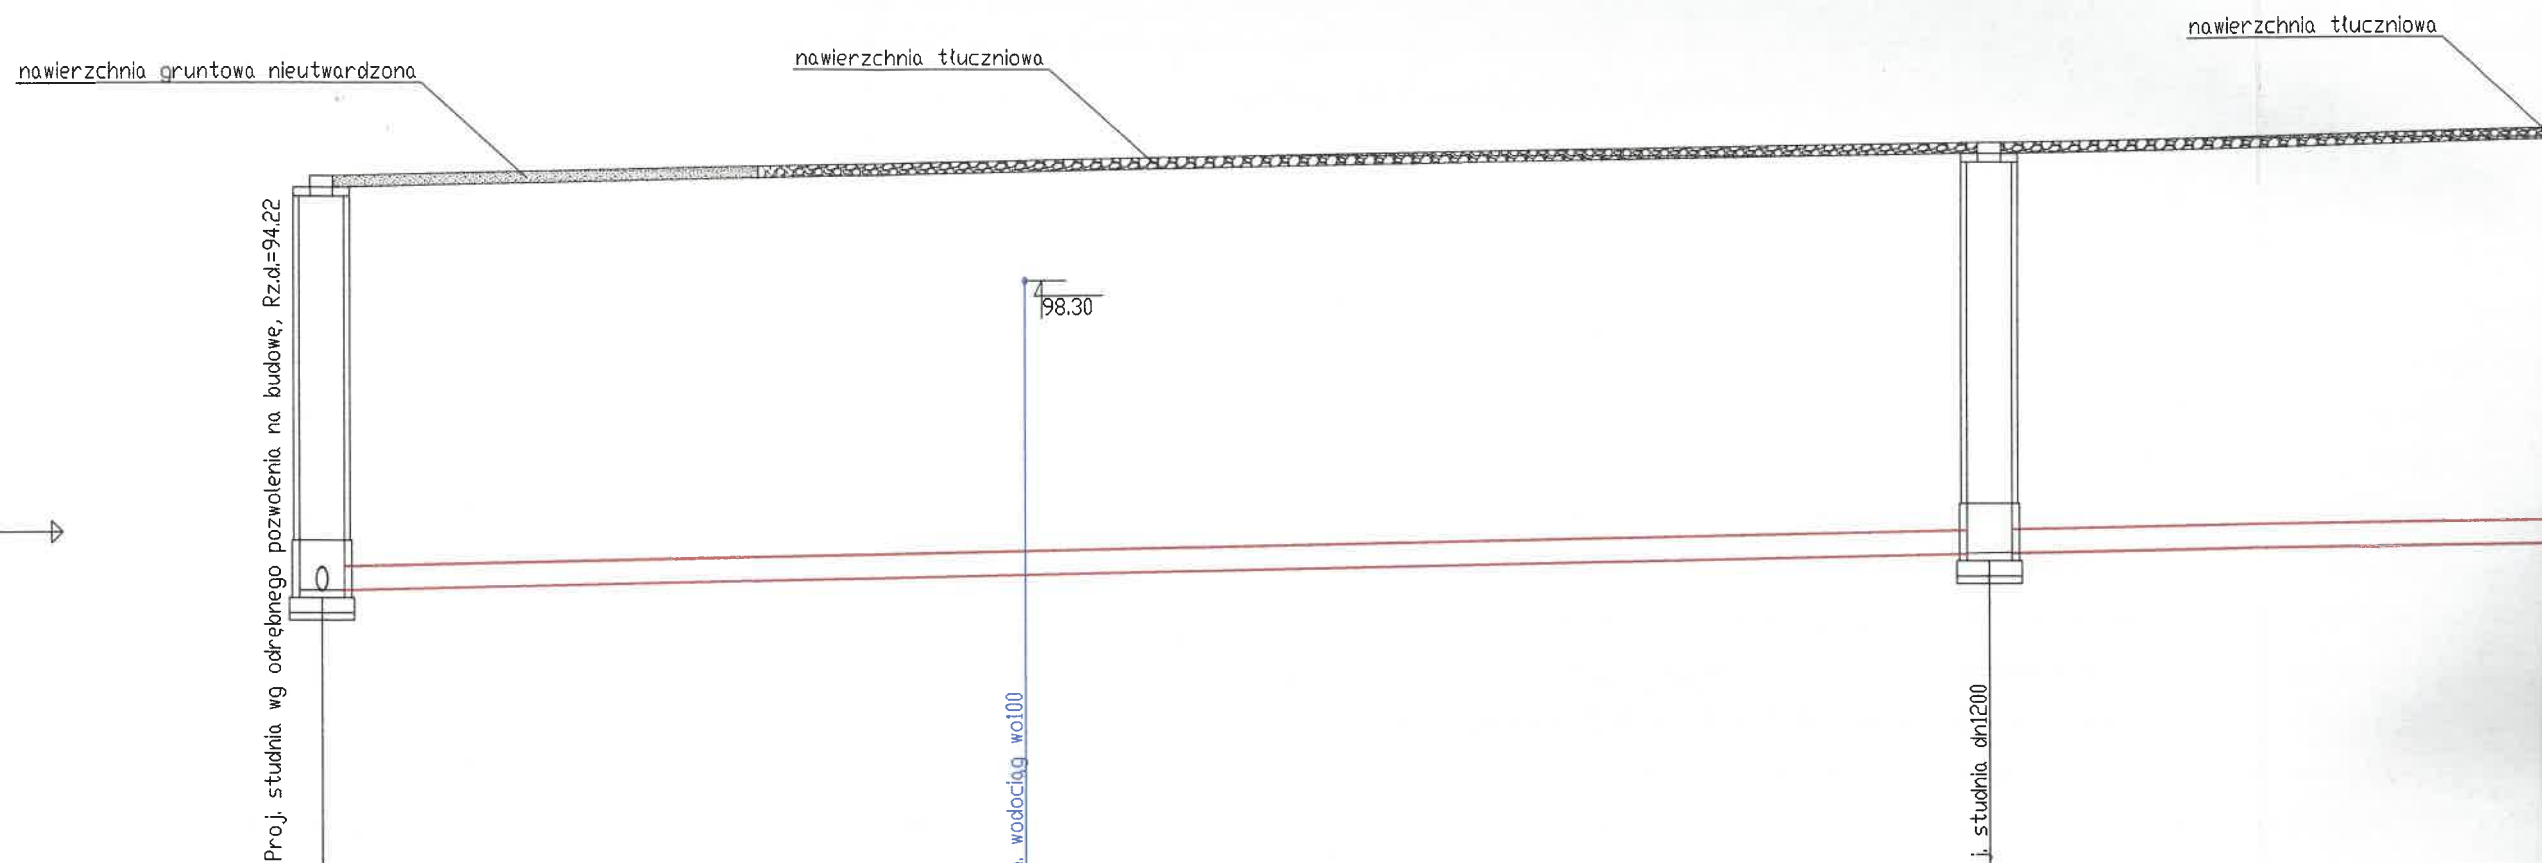 nawierzchnia tłuczniowa
nawierzchnia tłuczniowa
nawierzchnia gruntowa nieutwardzona
Proj. studnia wg odrębnego pozwolenia na budowę, Rz.d.=94.22
98.30
. wodociąg wo100
j. studnia dn1200